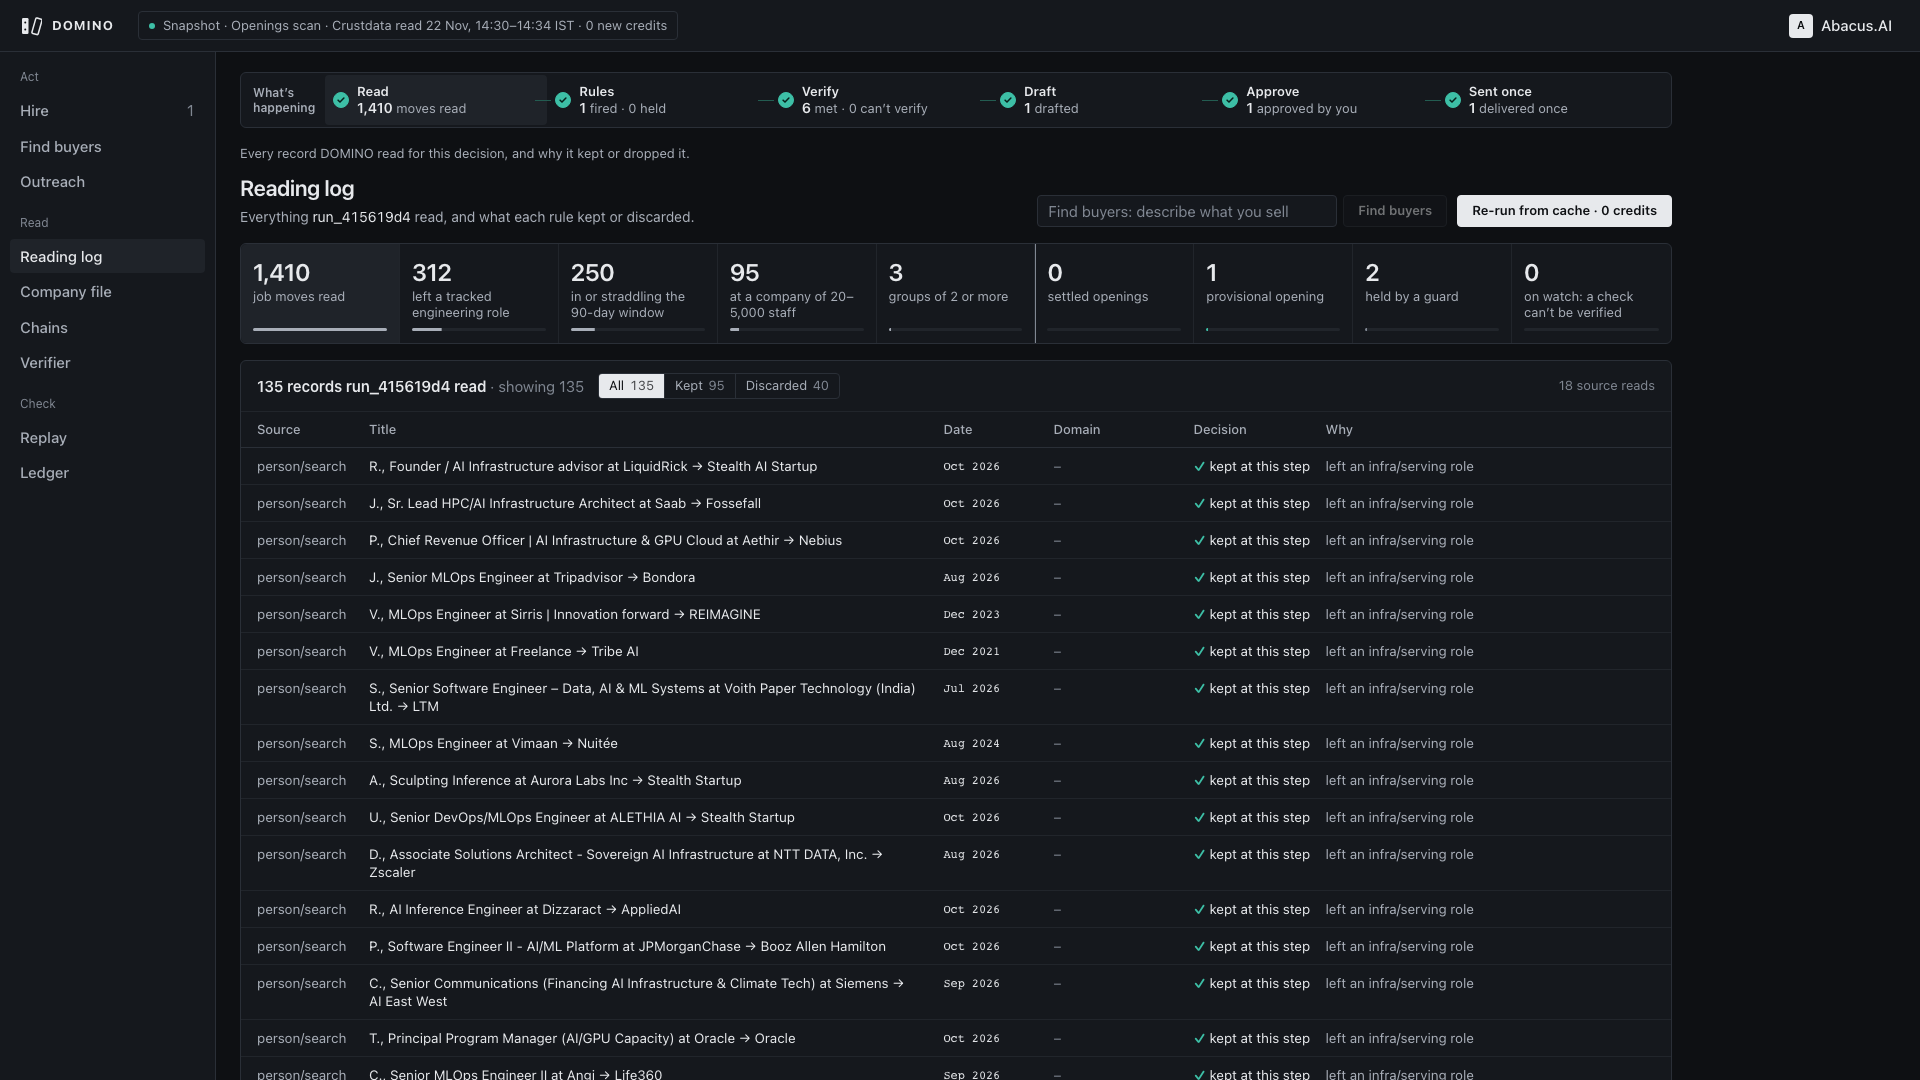 DOMINO
Snapshot · Openings scan · Crustdata read 22 Nov, 14:30–14:34 IST · 0 new credits
A
Abacus.AI
Act
Hire 1
Find buyers
Outreach
Read
Reading log
Company file
Chains
Verifier
Check
Replay
Ledger
What's happening
Read
1,410 moves read
Rules
1 fired · 0 held
Verify
6 met · 0 can't verify
Draft
1 drafted
Approve
1 approved by you
Sent once
1 delivered once
Every record DOMINO read for this decision, and why it kept or dropped it.
Reading log
Everything run_415619d4 read, and what each rule kept or discarded.
Find buyers: describe what you sell
Find buyers
Re-run from cache · 0 credits
1,410
job moves read
312
left a tracked
engineering role
250
in or straddling the
90-day window
95
at a company of 20–
5,000 staff
3
groups of 2 or more
0
settled openings
1
provisional opening
2
held by a guard
0
on watch: a check
can't be verified
135 records run_415619d4 read · showing 135
All 135
Kept 95
Discarded 40
18 source reads
Source Title Date Domain Decision Why
person/search R., Founder / AI Infrastructure advisor at LiquidRick → Stealth AI Startup Oct 2026 – ✓ kept at this step left an infra/serving role
person/search J., Sr. Lead HPC/AI Infrastructure Architect at Saab → Fossefall Oct 2026 – ✓ kept at this step left an infra/serving role
person/search P., Chief Revenue Officer | AI Infrastructure & GPU Cloud at Aethir → Nebius Oct 2026 – ✓ kept at this step left an infra/serving role
person/search J., Senior MLOps Engineer at Tripadvisor → Bondora Aug 2026 – ✓ kept at this step left an infra/serving role
person/search V., MLOps Engineer at Sirris | Innovation forward → REIMAGINE Dec 2023 – ✓ kept at this step left an infra/serving role
person/search V., MLOps Engineer at Freelance → Tribe AI Dec 2021 – ✓ kept at this step left an infra/serving role
person/search S., Senior Software Engineer – Data, AI & ML Systems at Voith Paper Technology (India) Jul 2026 – ✓ kept at this step left an infra/serving role
Ltd. → LTM
person/search S., MLOps Engineer at Vimaan → Nuitée Aug 2024 – ✓ kept at this step left an infra/serving role
person/search A., Sculpting Inference at Aurora Labs Inc → Stealth Startup Aug 2026 – ✓ kept at this step left an infra/serving role
person/search U., Senior DevOps/MLOps Engineer at ALETHIA AI → Stealth Startup Oct 2026 – ✓ kept at this step left an infra/serving role
person/search D., Associate Solutions Architect - Sovereign AI Infrastructure at NTT DATA, Inc. → Aug 2026 – ✓ kept at this step left an infra/serving role
Zscaler
person/search R., AI Inference Engineer at Dizzaract → AppliedAI Oct 2026 – ✓ kept at this step left an infra/serving role
person/search P., Software Engineer II - AI/ML Platform at JPMorganChase → Booz Allen Hamilton Oct 2026 – ✓ kept at this step left an infra/serving role
person/search C., Senior Communications (Financing AI Infrastructure & Climate Tech) at Siemens → Sep 2026 – ✓ kept at this step left an infra/serving role
AI East West
person/search T., Principal Program Manager (AI/GPU Capacity) at Oracle → Oracle Oct 2026 – ✓ kept at this step left an infra/serving role
person/search C., Senior MLOps Engineer II at Angi → Life360 Sep 2026 – ✓ kept at this step left an infra/serving role